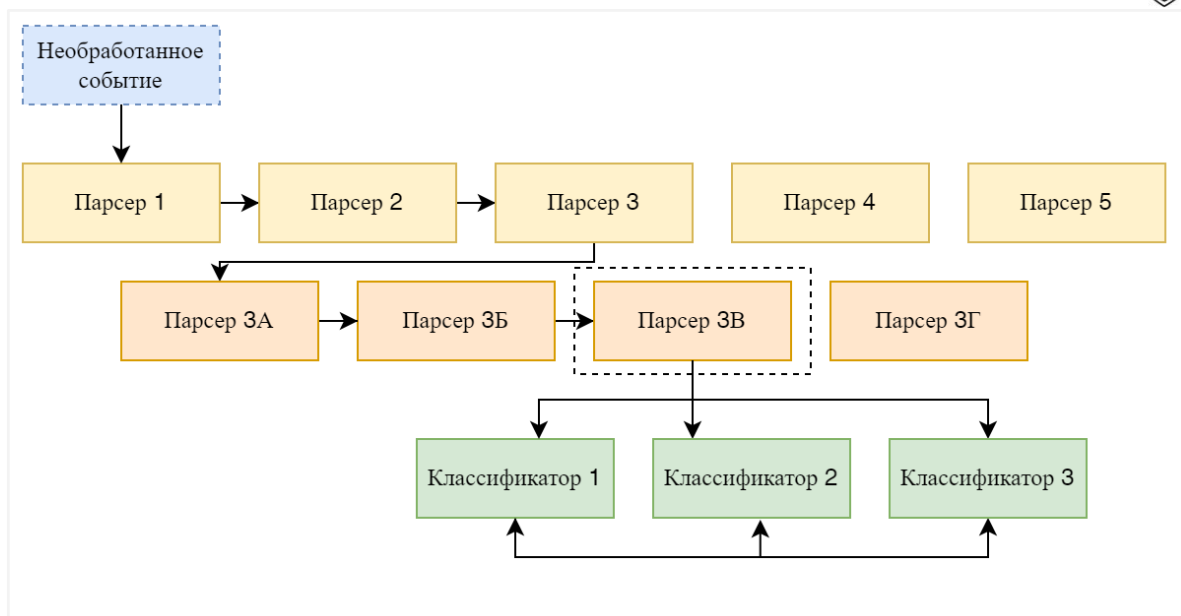 Необработанное
событие
Парсер 1
Парсер 2
Парсер 3
Парсер 4
Парсер 5
Парсер 3А
Парсер 3Б
Парсер 3В
Парсер 3Г
Классификатор 1
Классификатор 2
Классификатор 3